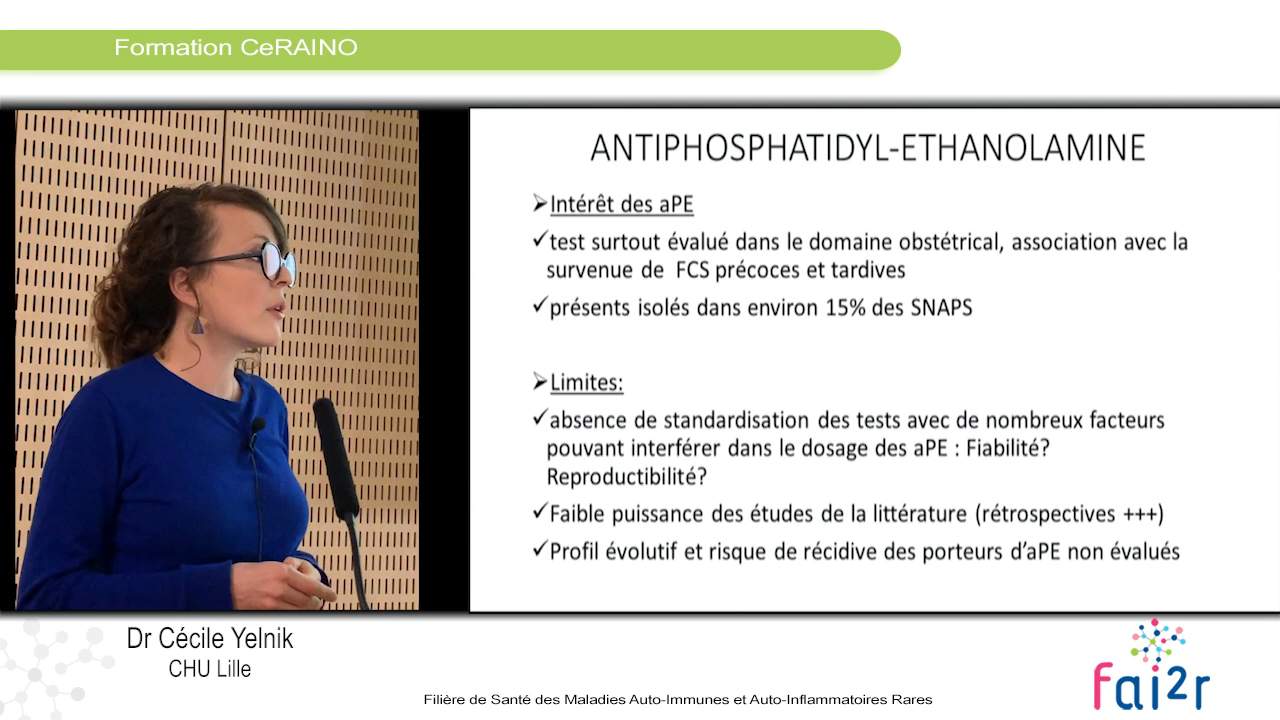 Formation CeRAINO
ANTIPHOSPHATIDYL-ETHANOLAMINE
➢Intérêt des aPE
✓test surtout évalué dans le domaine obstétrical, association avec la
survenue de FCS précoces et tardives
✓présents isolés dans environ 15% des SNAPS
➢Limites:
✓absence de standardisation des tests avec de nombreux facteurs
pouvant interférer dans le dosage des aPE : Fiabilité?
Reproductibilité?
✓Faible puissance des études de la littérature (rétrospectives +++)
✓Profil évolutif et risque de récidive des porteurs d’aPE non évalués
Dr Cécile Yelnik
CHU Lille
fai2r
Filière de Santé des Maladies Auto-Immunes et Auto-Inflammatoires Rares